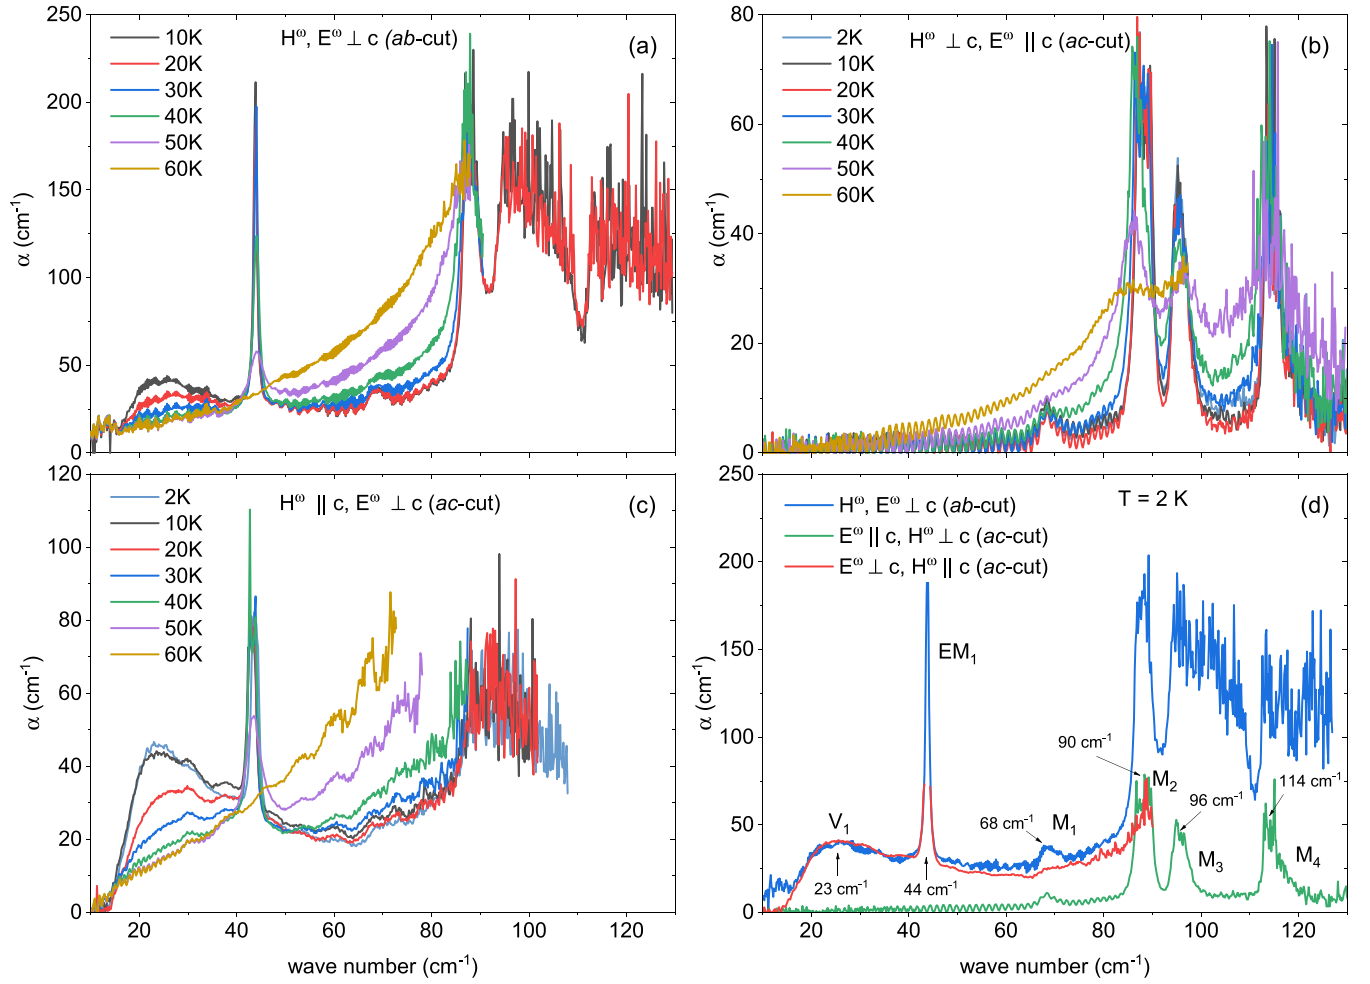 H^ω, E^ω ⊥ c (ab-cut)
(a)
10K
20K
30K
40K
50K
60K
250
200
150
100
50
0
α (cm⁻¹)
H^ω ⊥ c, E^ω || c (ac-cut)
(b)
2K
10K
20K
30K
40K
50K
60K
80
60
40
20
0
α (cm⁻¹)
H^ω || c, E^ω ⊥ c (ac-cut)
(c)
2K
10K
20K
30K
40K
50K
60K
120
100
80
60
40
20
0
α (cm⁻¹)
20 40 60 80 100 120
wave number (cm⁻¹)
T = 2 K
(d)
H^ω, E^ω ⊥ c (ab-cut)
E^ω || c, H^ω ⊥ c (ac-cut)
E^ω ⊥ c, H^ω || c (ac-cut)
250
200
150
100
50
0
α (cm⁻¹)
EM₁
90 cm⁻¹
M₂
114 cm⁻¹
96 cm⁻¹
V₁
68 cm⁻¹
M₁
M₃
M₄
23 cm⁻¹
44 cm⁻¹
20 40 60 80 100 120
wave number (cm⁻¹)